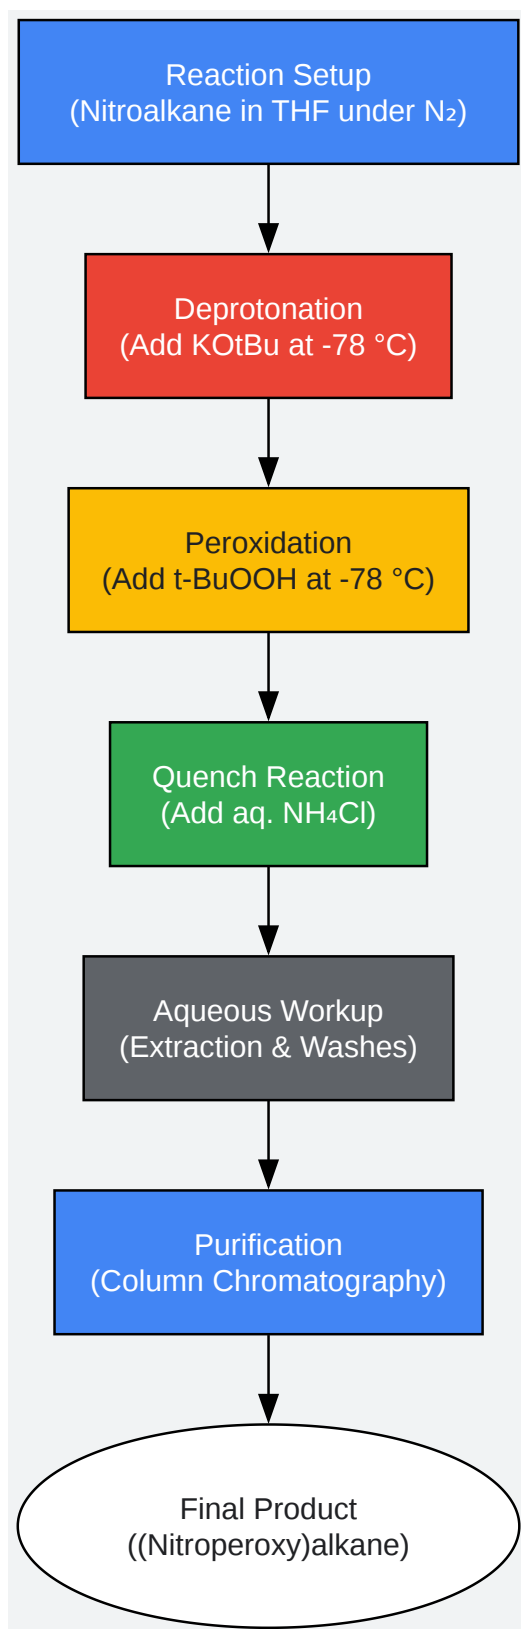 Reaction Setup
(Nitroalkane in THF under N₂)
Deprotonation
(Add KOtBu at -78 °C)
Peroxidation
(Add t-BuOOH at -78 °C)
Quench Reaction
(Add aq. NH₄Cl)
Aqueous Workup
(Extraction & Washes)
Purification
(Column Chromatography)
Final Product
((Nitroperoxy)alkane)